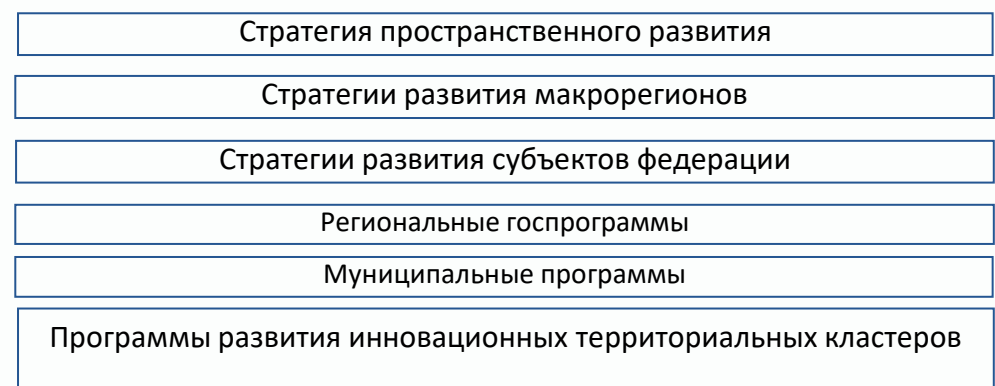 Стратегия пространственного развития
Стратегии развития макрорегионов
Стратегии развития субъектов федерации
Региональные госпрограммы
Муниципальные программы
Программы развития инновационных территориальных кластеров